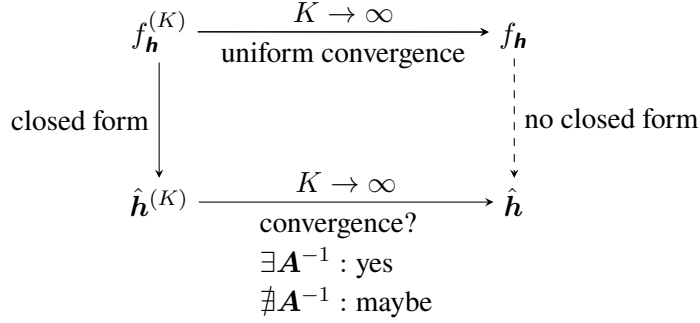 K → ∞
f_𝒉^(K) f_𝒉
uniform convergence
closed form no closed form
K → ∞
ĥ^(K) ĥ
convergence?
∃A⁻¹ : yes
∄A⁻¹ : maybe